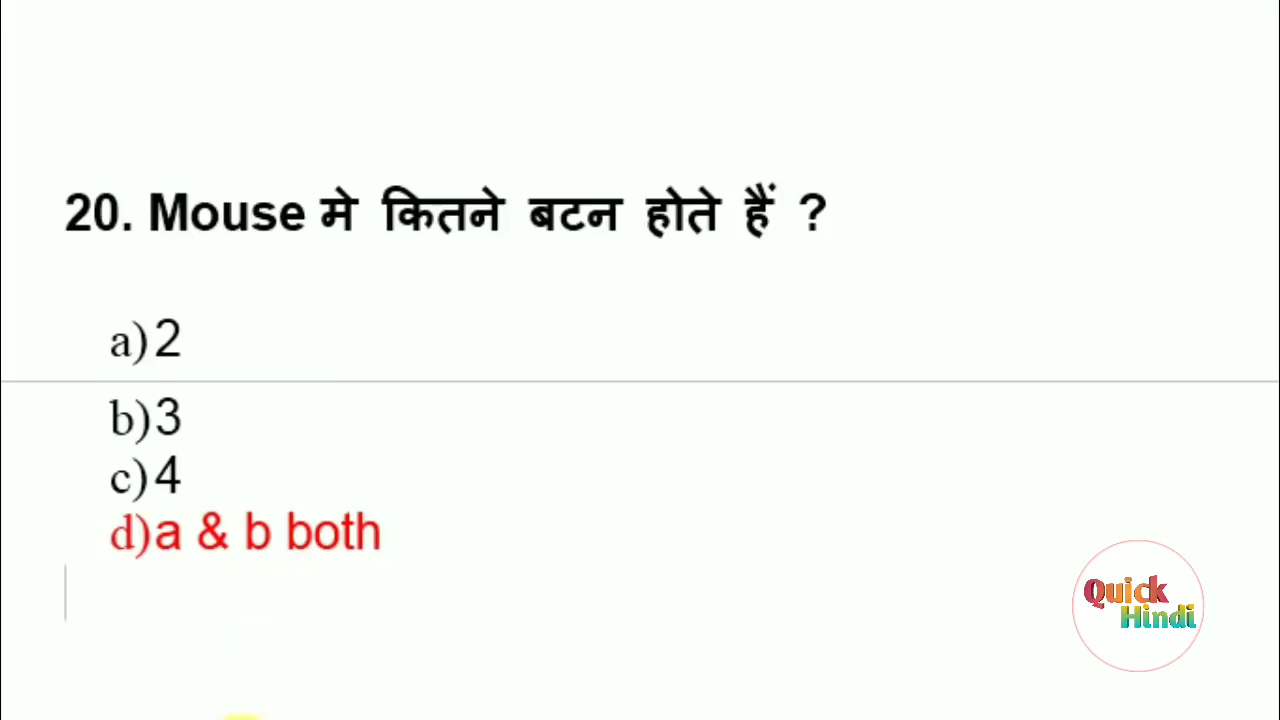 20. Mouse मे कितने बटन होते हैं ?
a)2
b)3
c)4
d)a & b both
Quick
Hindi